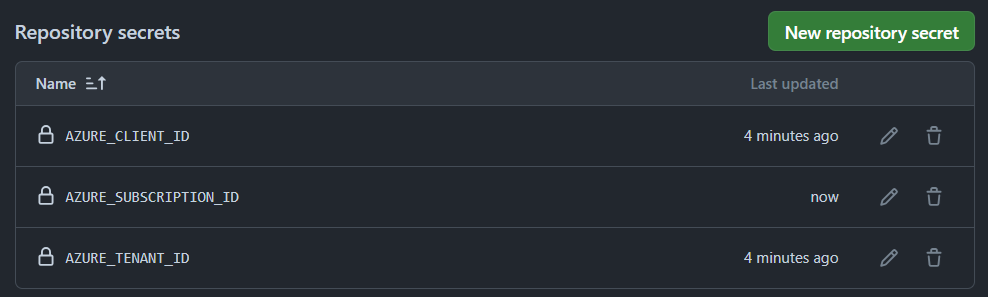 Repository secrets
New repository secret
Name
Last updated
AZURE_CLIENT_ID
4 minutes ago
AZURE_SUBSCRIPTION_ID
now
AZURE_TENANT_ID
4 minutes ago